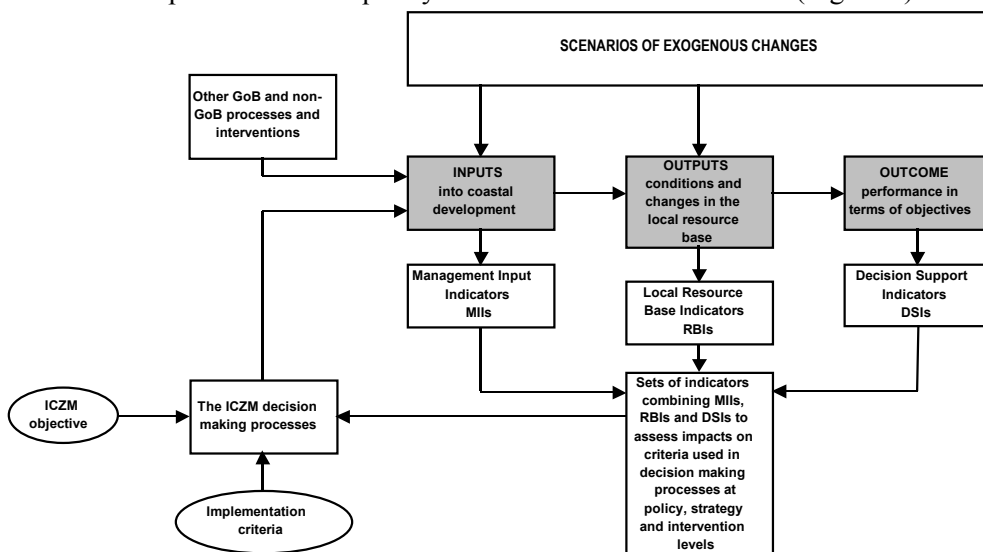 SCENARIOS OF EXOGENOUS CHANGES
Other GoB and non-
GoB processes and
interventions
INPUTS
into coastal
development
OUTPUTS
conditions and
changes in the
local resource
base
OUTCOME
performance in
terms of objectives
Management Input
Indicators
MIIs
Local Resource
Base Indicators
RBIs
Decision Support
Indicators
DSIs
ICZM
objective
The ICZM decision
making processes
Sets of indicators
combining MIIs,
RBIs and DSIs to
assess impacts on
criteria used in
decision making
processes at
policy, strategy
and intervention
levels
Implementation
criteria